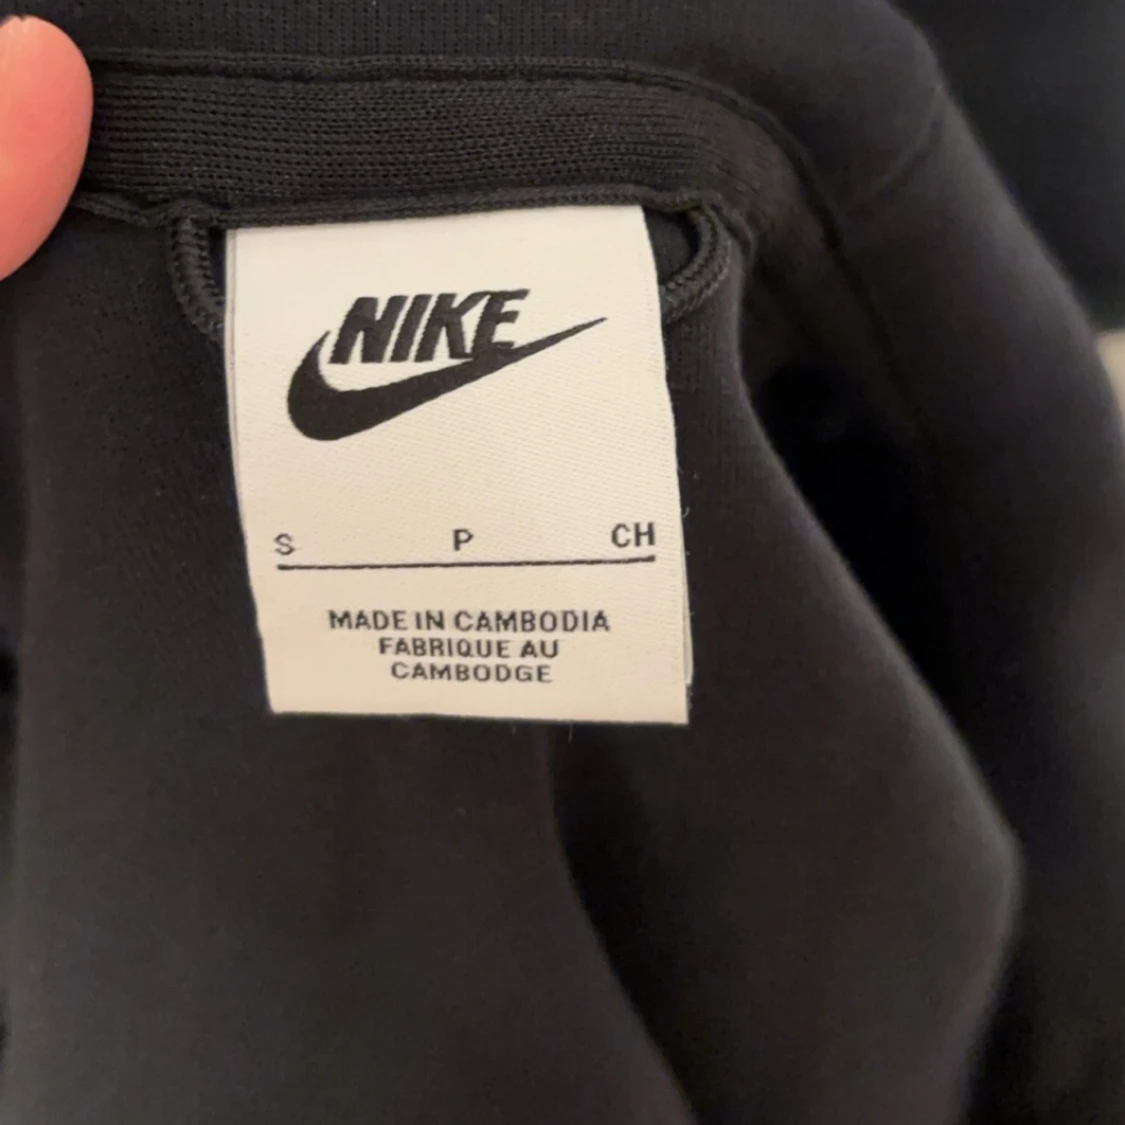 NIKE
S P CH
MADE IN CAMBODIA
FABRIQUE AU
CAMBODGE